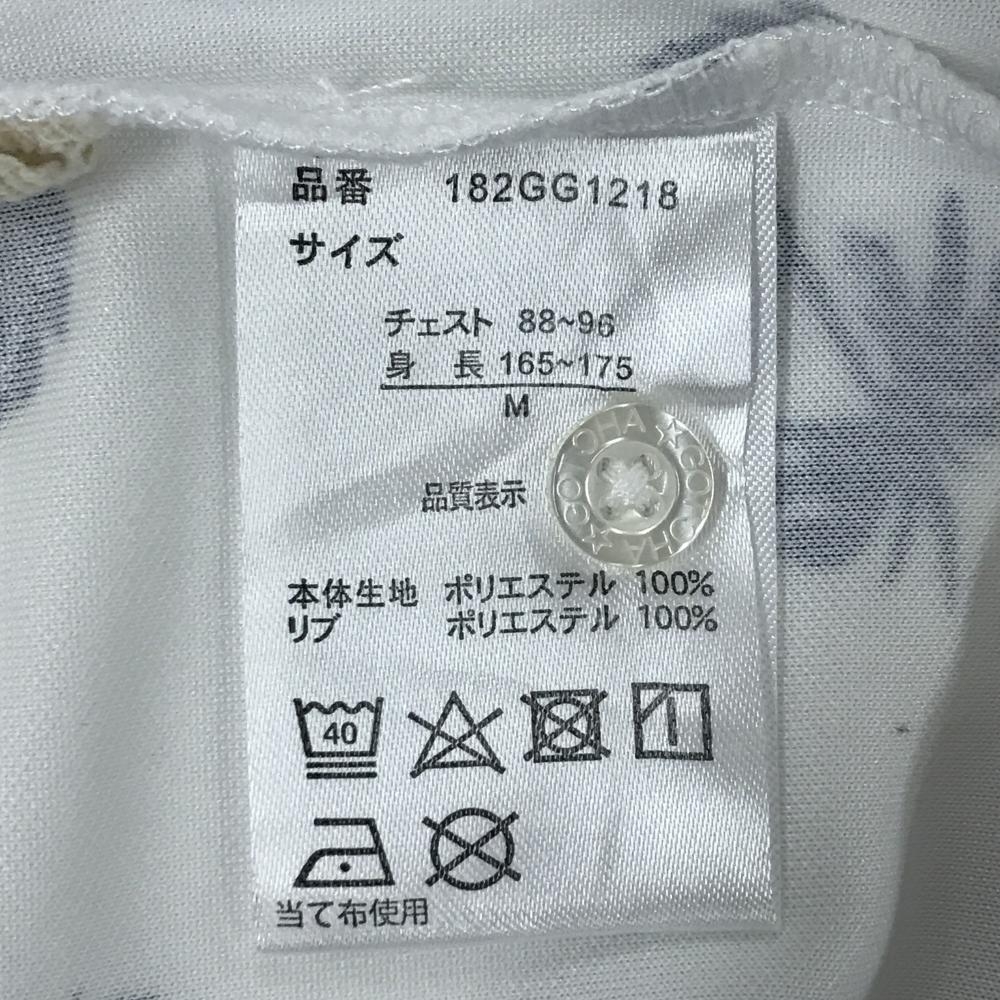 品番 182GG1218
サイズ
チェスト 88~96
身 長 165~175
M
GOTOHA☆GOTOHA☆
品質表示
本体生地 ポリエステル 100%
リブ ポリエステル 100%
40
当て布使用